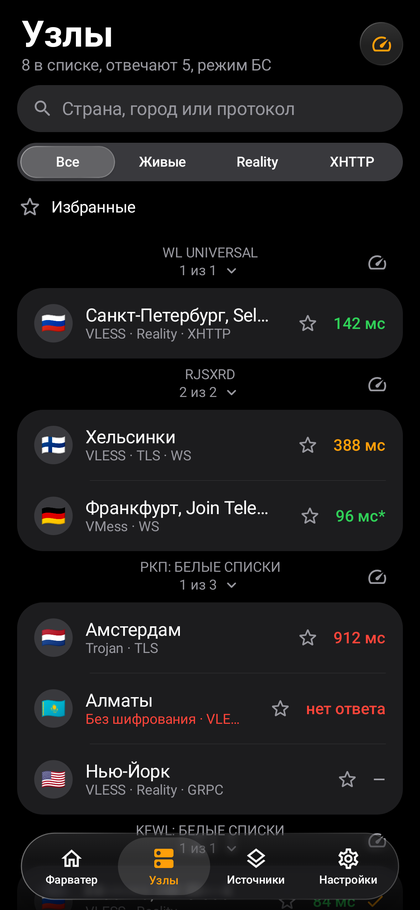 Узлы
8 в списке, отвечают 5, режим БС
Страна, город или протокол
Все
Живые
Reality
XHTTP
Избранные
WL UNIVERSAL
1 из 1
Санкт-Петербург, Sel...
142 мс
VLESS · Reality · XHTTP
RJSXRD
2 из 2
Хельсинки
388 мс
VLESS · TLS · WS
Франкфурт, Join Tele...
96 мс*
VMess · WS
РКП: БЕЛЫЕ СПИСКИ
1 из 3
Амстердам
912 мс
Trojan · TLS
Алматы
нет ответа
Без шифрования · VLE...
Нью-Йорк
–
VLESS · Reality · GRPC
KFWL: БЕЛЫЕ СПИСКИ
1 из 1
84 мс
Фарватер
Узлы
Источники
Настройки